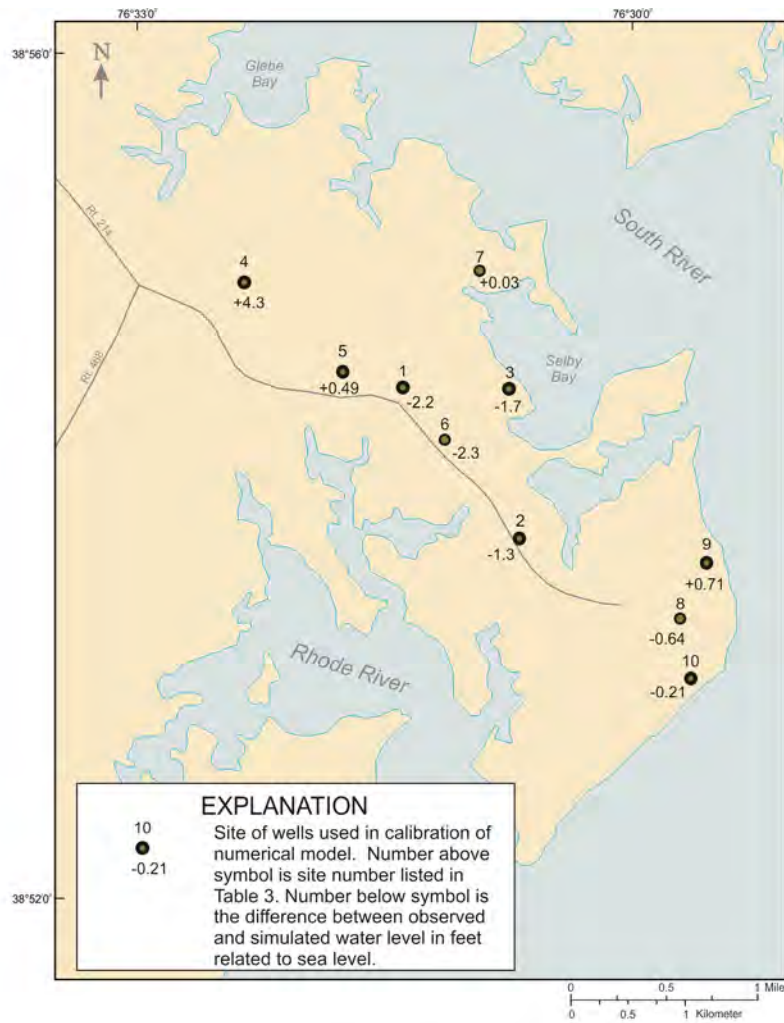 76°33'0"
76°30'0"
38°56'0"
N
Glebe
Bay
Rt. 214
South River
4
+4.3
7
+0.03
Rt. 468
5
+0.49
1
-2.2
3
-1.7
Selby
Bay
6
-2.3
2
-1.3
9
+0.71
8
-0.64
10
-0.21
Rhode River
EXPLANATION
10
-0.21
Site of wells used in calibration of
numerical model. Number above
symbol is site number listed in
Table 3. Number below symbol is
the difference between observed
and simulated water level in feet
related to sea level.
38°52'0"
0 0.5 1 Mile
0 0.5 1 Kilometer